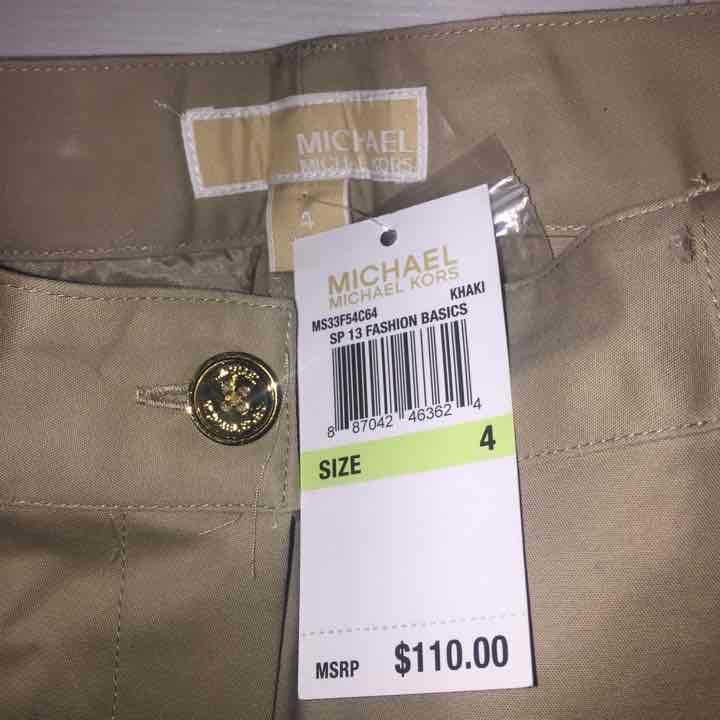 MICHAEL
MICHAEL KORS
4
MICHAEL
MICHAEL KORS
MS33F54C64 KHAKI
SP 13 FASHION BASICS
8 87042 46362 4
SIZE 4
MSRP $110.00